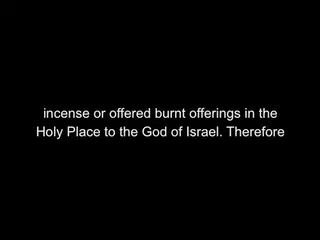 incense or offered burnt offerings in the
Holy Place to the God of Israel. Therefore